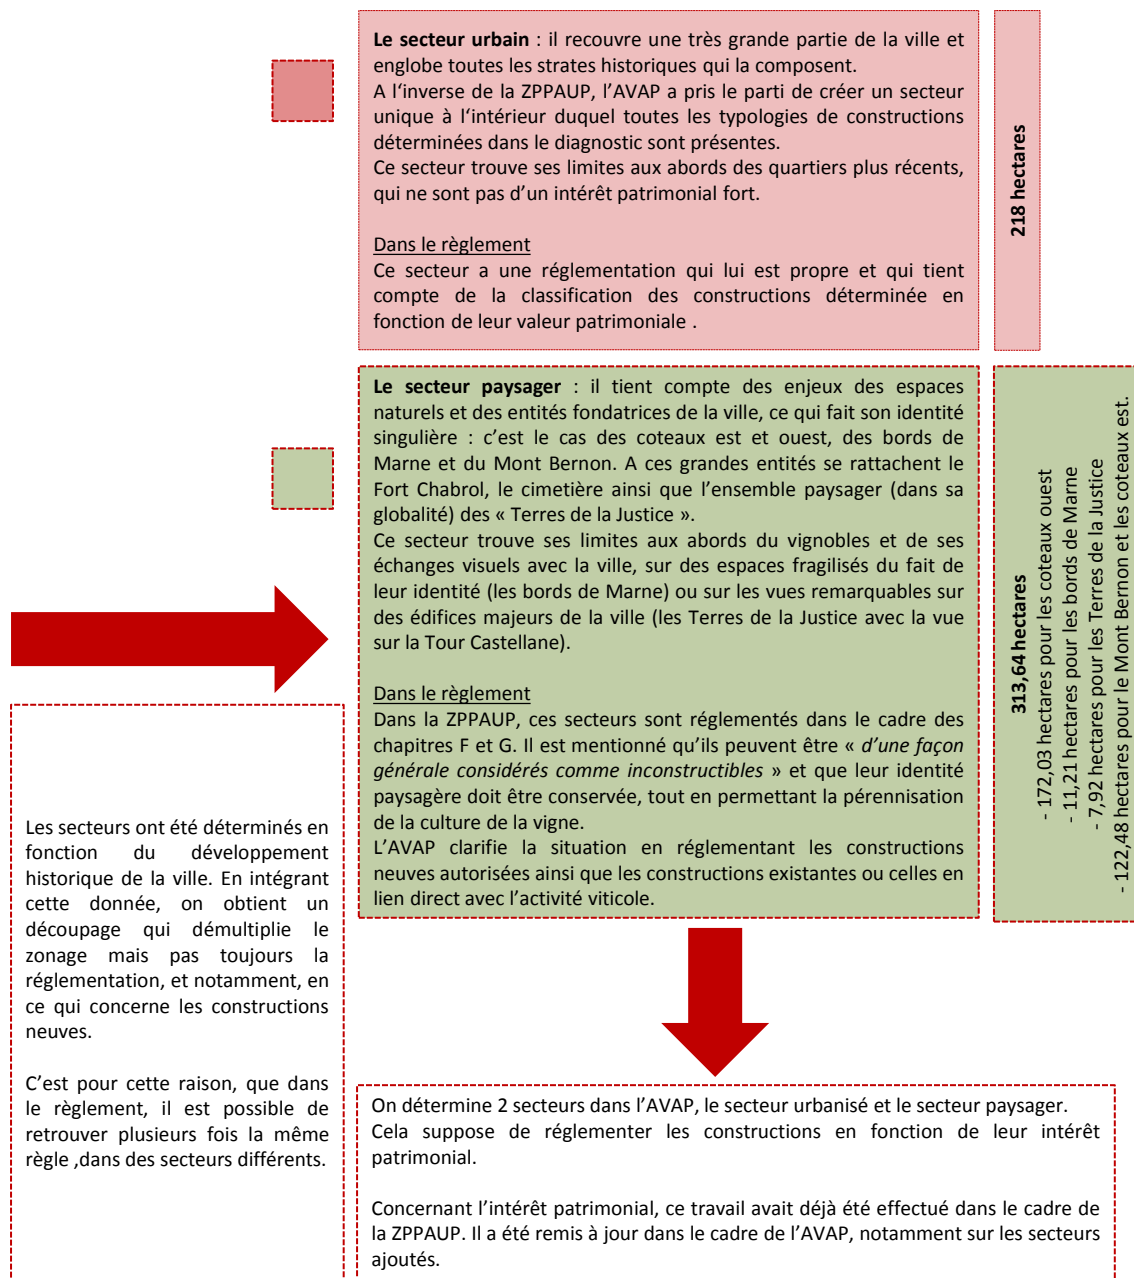 Le secteur urbain : il recouvre une très grande partie de la ville et
englobe toutes les strates historiques qui la composent.
A l‘inverse de la ZPPAUP, l’AVAP a pris le parti de créer un secteur
unique à l’intérieur duquel toutes les typologies de constructions
déterminées dans le diagnostic sont présentes.
Ce secteur trouve ses limites aux abords des quartiers plus récents,
qui ne sont pas d’un intérêt patrimonial fort.
Dans le règlement
Ce secteur a une réglementation qui lui est propre et qui tient
compte de la classification des constructions déterminée en
fonction de leur valeur patrimoniale .
218 hectares
Le secteur paysager : il tient compte des enjeux des espaces
naturels et des entités fondatrices de la ville, ce qui fait son identité
singulière : c’est le cas des coteaux est et ouest, des bords de
Marne et du Mont Bernon. A ces grandes entités se rattachent le
Fort Chabrol, le cimetière ainsi que l’ensemble paysager (dans sa
globalité) des « Terres de la Justice ».
Ce secteur trouve ses limites aux abords du vignobles et de ses
échanges visuels avec la ville, sur des espaces fragilisés du fait de
leur identité (les bords de Marne) ou sur les vues remarquables sur
des édifices majeurs de la ville (les Terres de la Justice avec la vue
sur la Tour Castellane).
Dans le règlement
Dans la ZPPAUP, ces secteurs sont réglementés dans le cadre des
chapitres F et G. Il est mentionné qu’ils peuvent être « d’une façon
générale considérés comme inconstructibles » et que leur identité
paysagère doit être conservée, tout en permettant la pérennisation
de la culture de la vigne.
L’AVAP clarifie la situation en réglementant les constructions
neuves autorisées ainsi que les constructions existantes ou celles en
lien direct avec l’activité viticole.
313,64 hectares
- 172,03 hectares pour les coteaux ouest
- 11,21 hectares pour les bords de Marne
- 7,92 hectares pour les Terres de la Justice
- 122,48 hectares pour le Mont Bernon et les coteaux est.
Les secteurs ont été déterminés en
fonction du développement
historique de la ville. En intégrant
cette donnée, on obtient un
découpage qui démultiplie le
zonage mais pas toujours la
réglementation, et notamment, en
ce qui concerne les constructions
neuves.
C’est pour cette raison, que dans
le règlement, il est possible de
retrouver plusieurs fois la même
règle ,dans des secteurs différents.
On détermine 2 secteurs dans l’AVAP, le secteur urbanisé et le secteur paysager.
Cela suppose de réglementer les constructions en fonction de leur intérêt
patrimonial.
Concernant l’intérêt patrimonial, ce travail avait déjà été effectué dans le cadre de
la ZPPAUP. Il a été remis à jour dans le cadre de l’AVAP, notamment sur les secteurs
ajoutés.